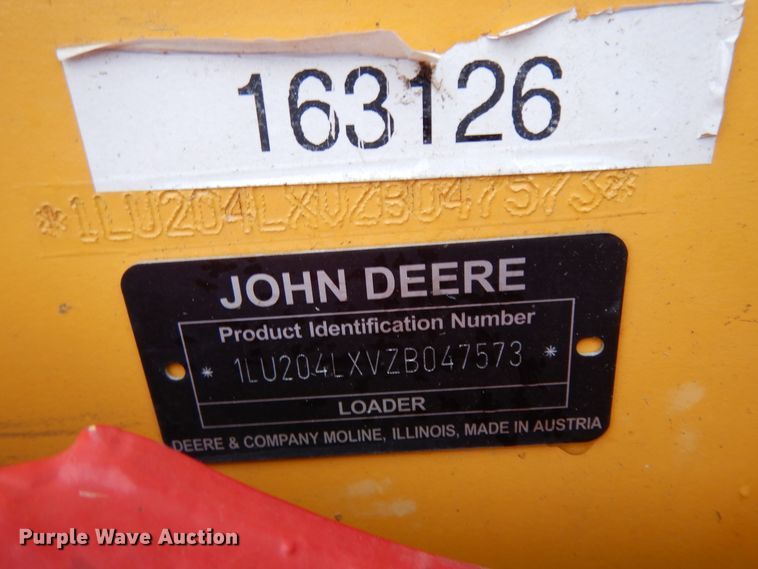 163126
*1LU204LXVZB047573*
JOHN DEERE
Product Identification Number
* 1LU204LXVZB047573 *
LOADER
DEERE & COMPANY MOLINE, ILLINOIS, MADE IN AUSTRIA
Purple Wave Auction